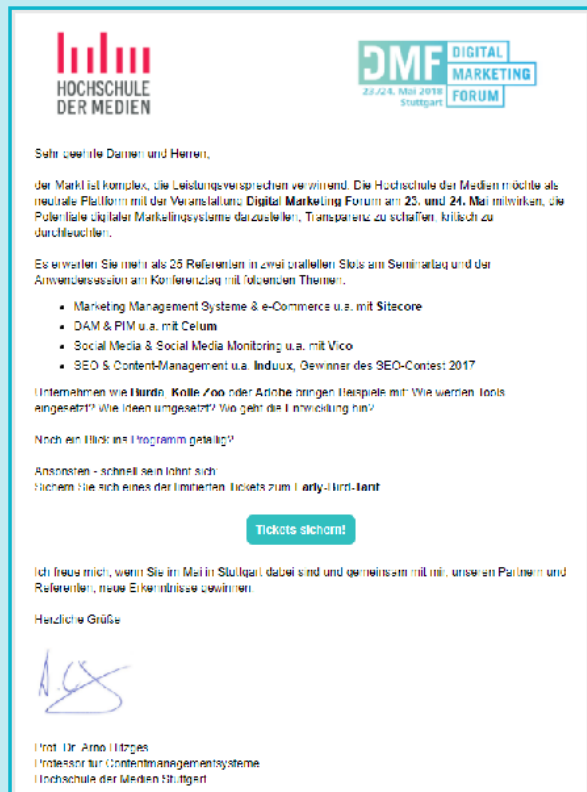 HOCHSCHULE
DER MEDIEN
DMF DIGITAL
MARKETING
FORUM
23./24. Mai 2018
Stuttgart
Sehr geehrte Damen und Herren,
der Markt ist komplex, die Leistungsversprechen verwirrend. Die Hochschule der Medien möchte als
neutrale Plattform mit der Veranstaltung Digital Marketing Forum am 23. und 24. Mai mitwirken, die
Potentiale digitaler Marketingsysteme darzustellen, Transparenz zu schaffen, kritisch zu
durchleuchten.
Es erwarten Sie mehr als 25 Referenten in zwei prallelen Slots am Seminartag und der
Anwendersession am Konferenztag mit folgenden Themen:
• Marketing Management Systeme & e-Commerce u.a. mit Sitecore
• DAM & PIM u.a. mit Celum
• Social Media & Social Media Monitoring u.a. mit Vico
• SEO & Content-Management u.a. Induux, Gewinner des SEO-Contest 2017
Unternehmen wie Burda, Kölle Zoo oder Adobe bringen Beispiele mit: Wie werden Tools
eingesetzt? Wie Ideen umgesetzt? Wo geht die Entwicklung hin?
Noch ein Blick ins Programm gefällig?
Ansonsten - schnell sein lohnt sich:
Sichern Sie sich eines der limitierten Tickets zum Early-Bird-Tarif
Tickets sichern!
Ich freue mich, wenn Sie im Mai in Stuttgart dabei sind und gemeinsam mit mir, unseren Partnern und
Referenten, neue Erkenntnisse gewinnen.
Herzliche Grüße
Prof. Dr. Arno Hitzges
Professor für Contentmanagementsysteme
Hochschule der Medien Stuttgart